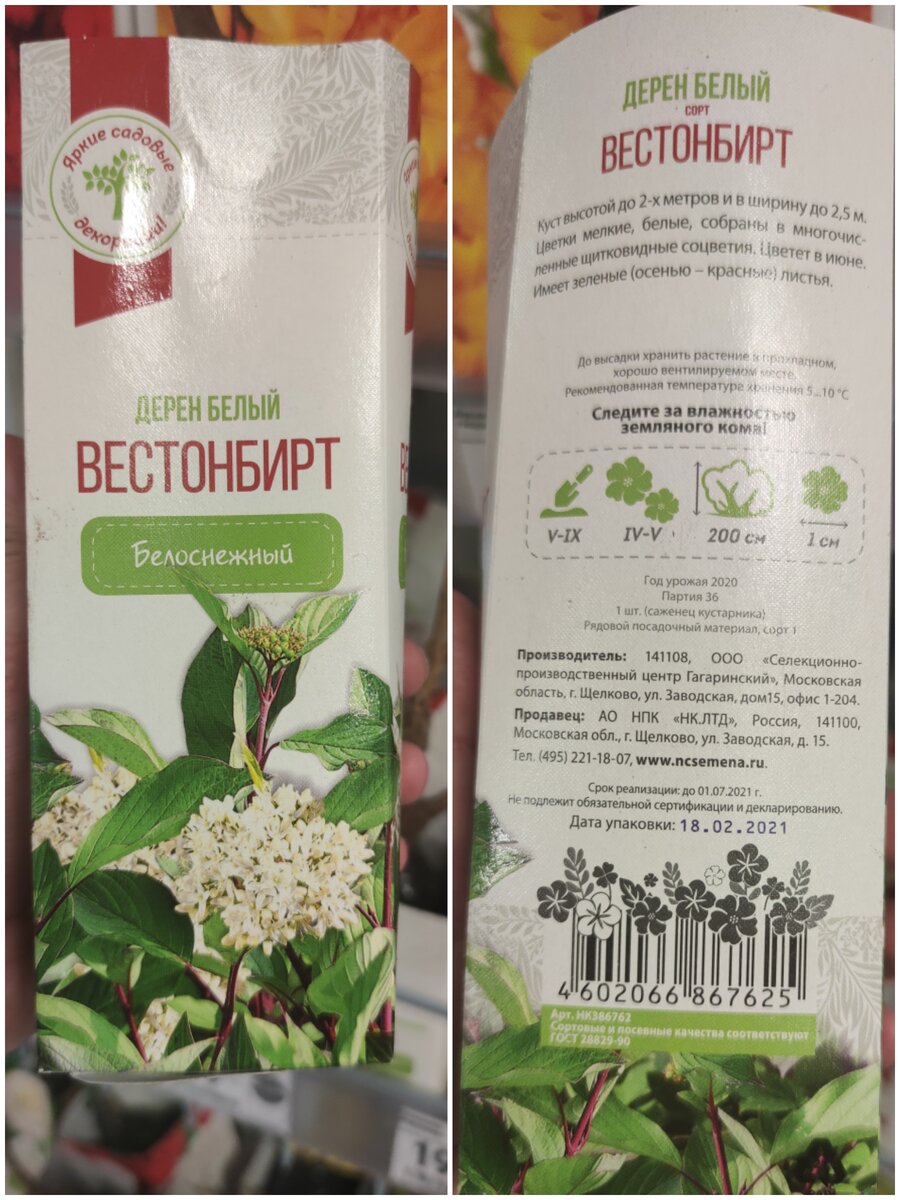 Яркие садовые
декорации!
ДЕРЕН БЕЛЫЙ
ВЕСТОНБИРТ
Белоснежный
19
ДЕРЕН БЕЛЫЙ
СОРТ
ВЕСТОНБИРТ
Куст высотой до 2-х метров и в ширину до 2,5 м.
Цветки мелкие, белые, собраны в многочис-
ленные щитковидные соцветия. Цветет в июне.
Имеет зеленые (осенью – красные) листья.
До высадки хранить растение в прохладном,
хорошо вентилируемом месте.
Рекомендованная температура хранения 5...10 °C
Следите за влажностью
земляного кома!
V-IX IV-V 200 см 1 см
Год урожая 2020
Партия 36
1 шт. (саженец кустарника)
Рядовой посадочный материал, сорт 1
Производитель: 141108, ООО «Селекционно-
производственный центр Гагаринский», Московская
область, г. Щелково, ул. Заводская, дом15, офис 1-204.
Продавец: АО НПК «НК.ЛТД», Россия, 141100,
Московская обл., г. Щелково, ул. Заводская, д. 15.
Тел. (495) 221-18-07, www.ncsemena.ru.
Срок реализации: до 01.07.2021 г.
Не подлежит обязательной сертификации и декларированию.
Дата упаковки: 18.02.2021
4 602066 867625
Арт. НК386762
Сортовые и посевные качества соответствуют
ГОСТ 28829-90